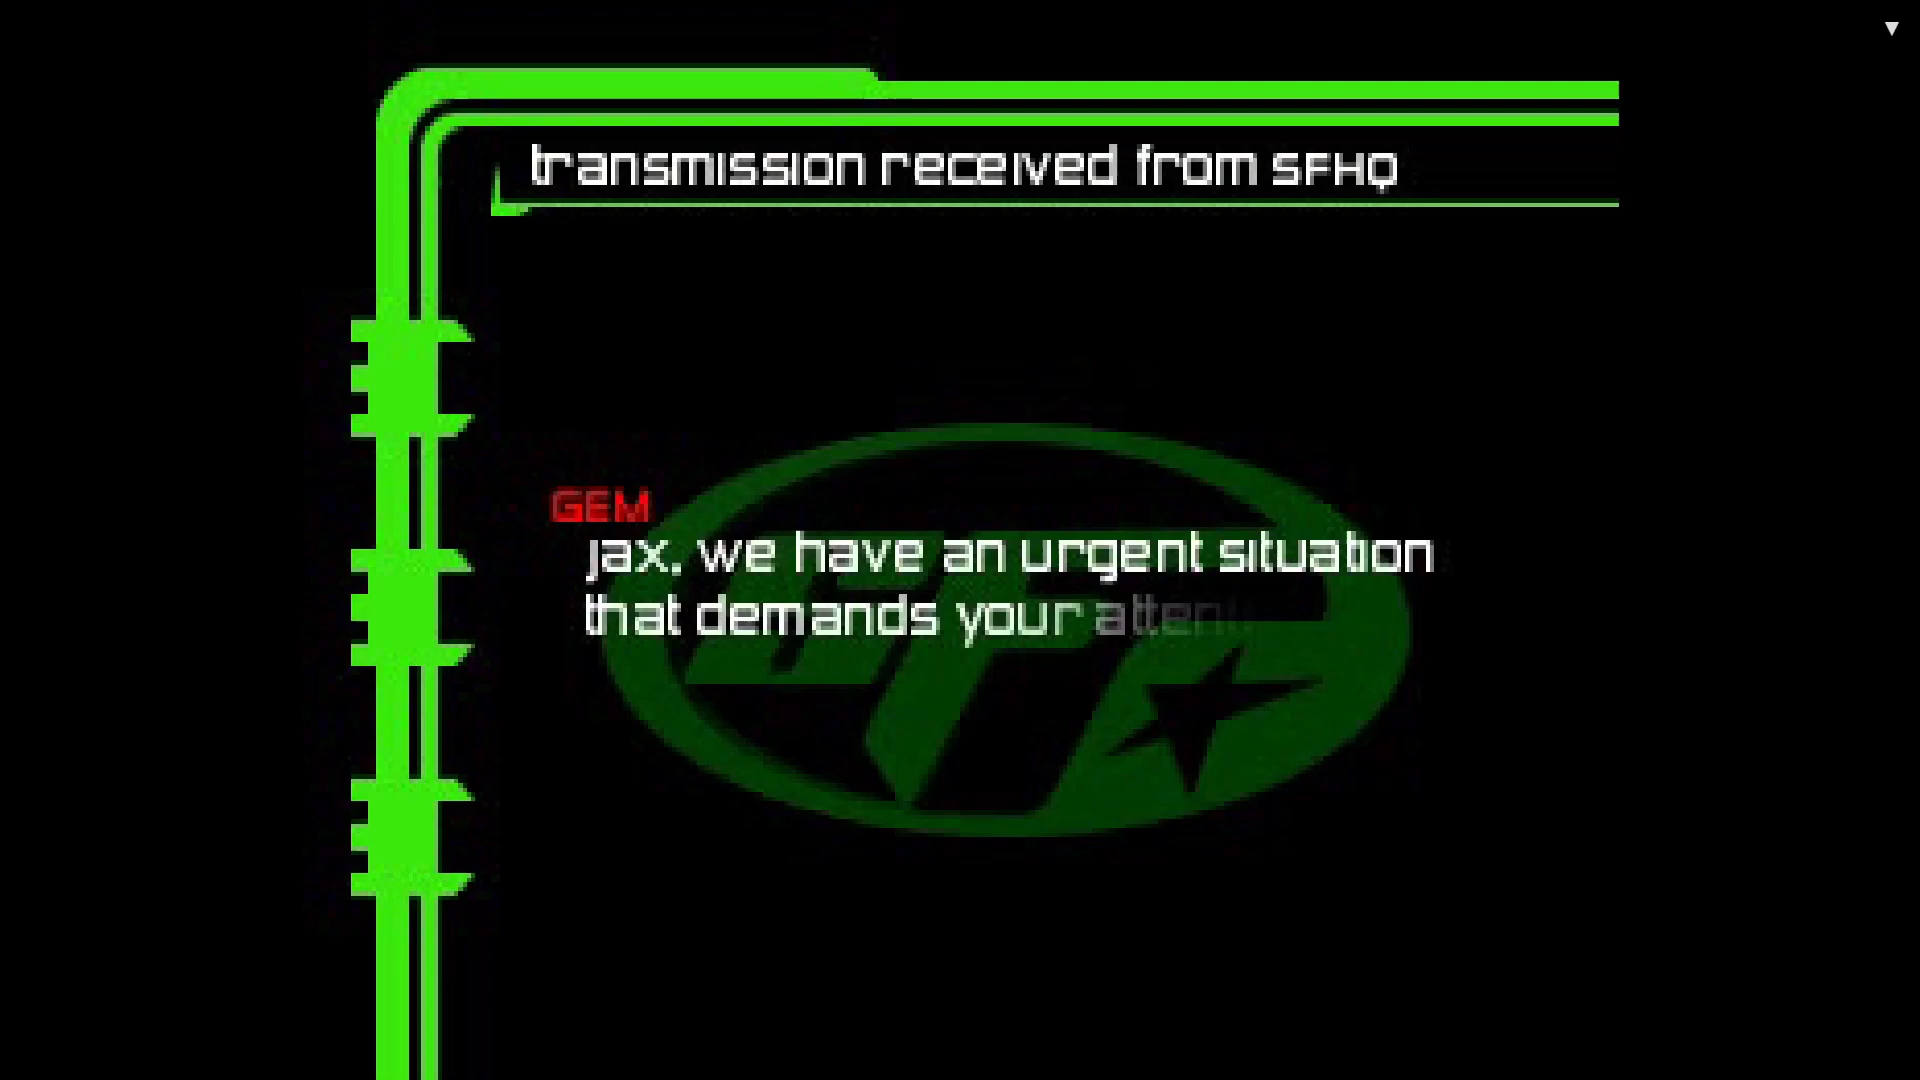 transmission received from SFHQ
GEM
jax, we have an urgent situation
that demands your